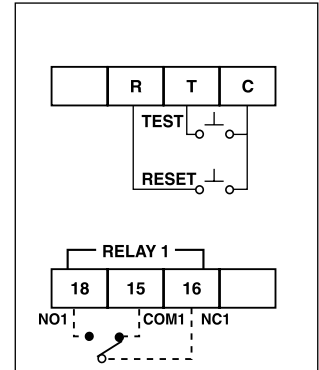 R T C
TEST
RESET
RELAY 1
18 15 16
NO1 COM1 NC1